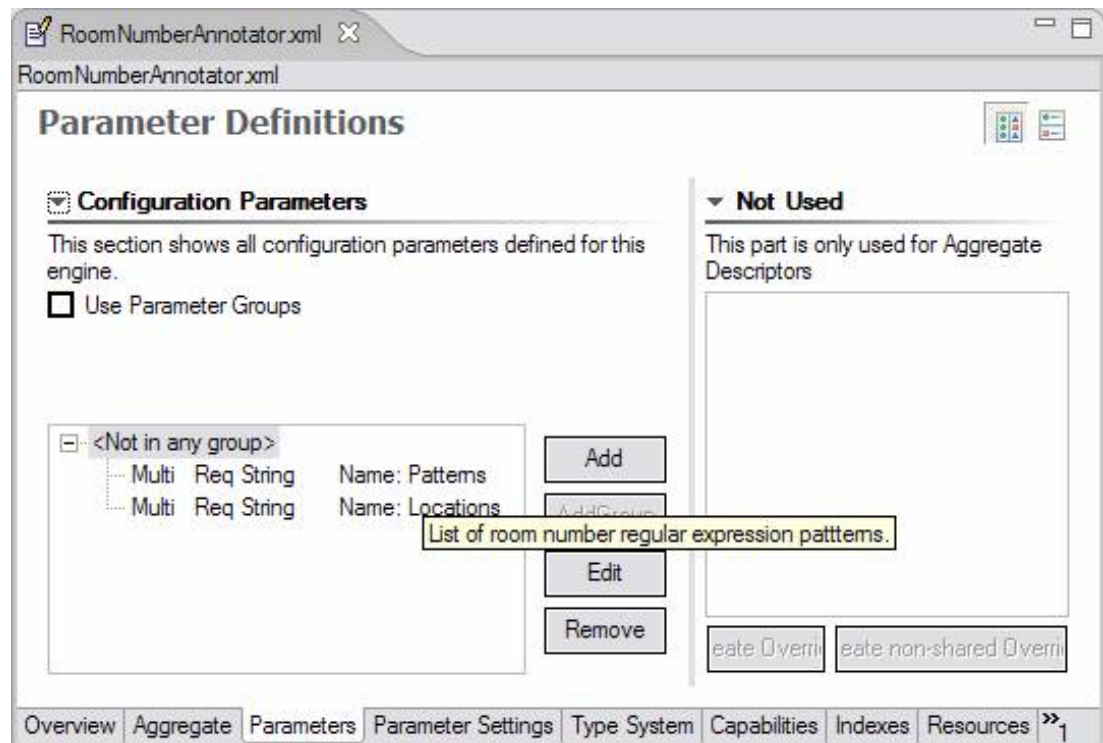 RoomNumberAnnotator.xml
RoomNumberAnnotator.xml
Parameter Definitions
Configuration Parameters
This section shows all configuration parameters defined for this
engine.
Use Parameter Groups
<Not in any group>
Multi Req String Name: Patterns
Multi Req String Name: Locations
List of room number regular expression pattterns.
Add
AddGroup
Edit
Remove
Not Used
This part is only used for Aggregate
Descriptors
eate Overri
eate non-shared Overri
Overview Aggregate Parameters Parameter Settings Type System Capabilities Indexes Resources »1